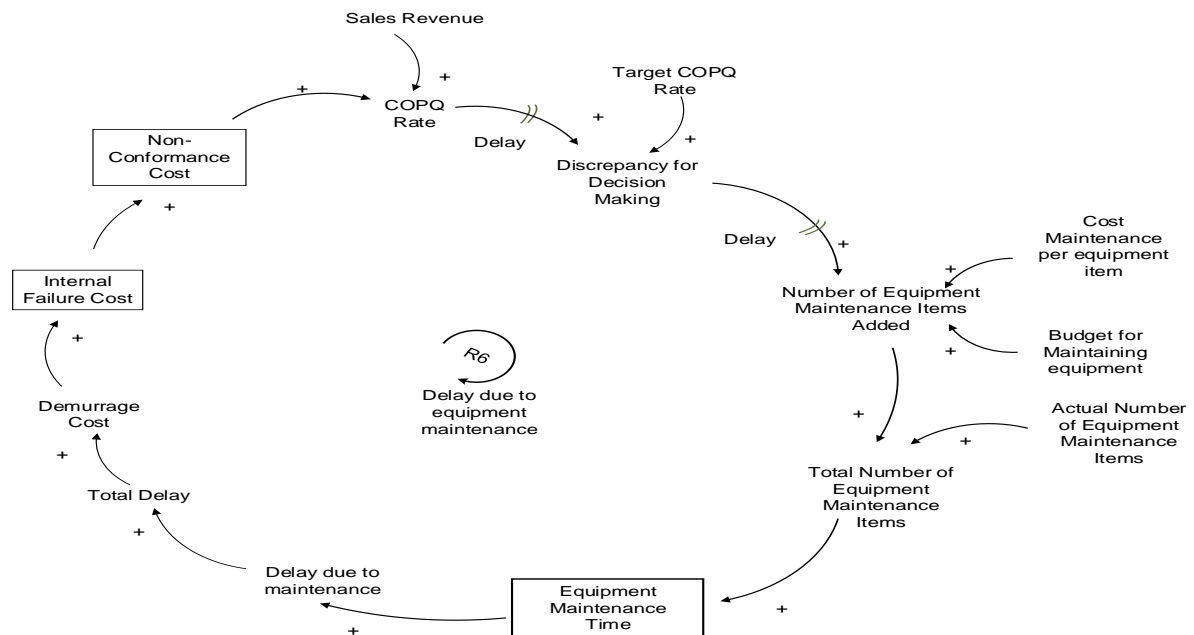 Sales Revenue
+
Target COPQ
Rate
+
COPQ
Rate
+
+
Delay
Non-
Conformance
Cost
Discrepancy for
Decision
Making
+
+
Delay
+
Cost
Maintenance
per equipment
item
+
Internal
Failure Cost
Number of Equipment
Maintenance Items
Added
+
Budget for
Maintaining
equipment
+
R6
Delay due to
equipment
maintenance
Demurrage
Cost
+
+
Actual Number
of Equipment
Maintenance
Items
+
Total Delay
Total Number of
Equipment
Maintenance
Items
+
Delay due to
maintenance
Equipment
Maintenance
Time
+
+